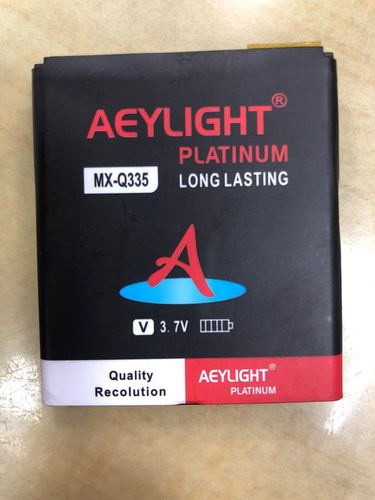 AEYLIGHT®
PLATINUM
MX-Q335 LONG LASTING
A
V 3.7V
Quality
Recolution
AEYLIGHT®
PLATINUM